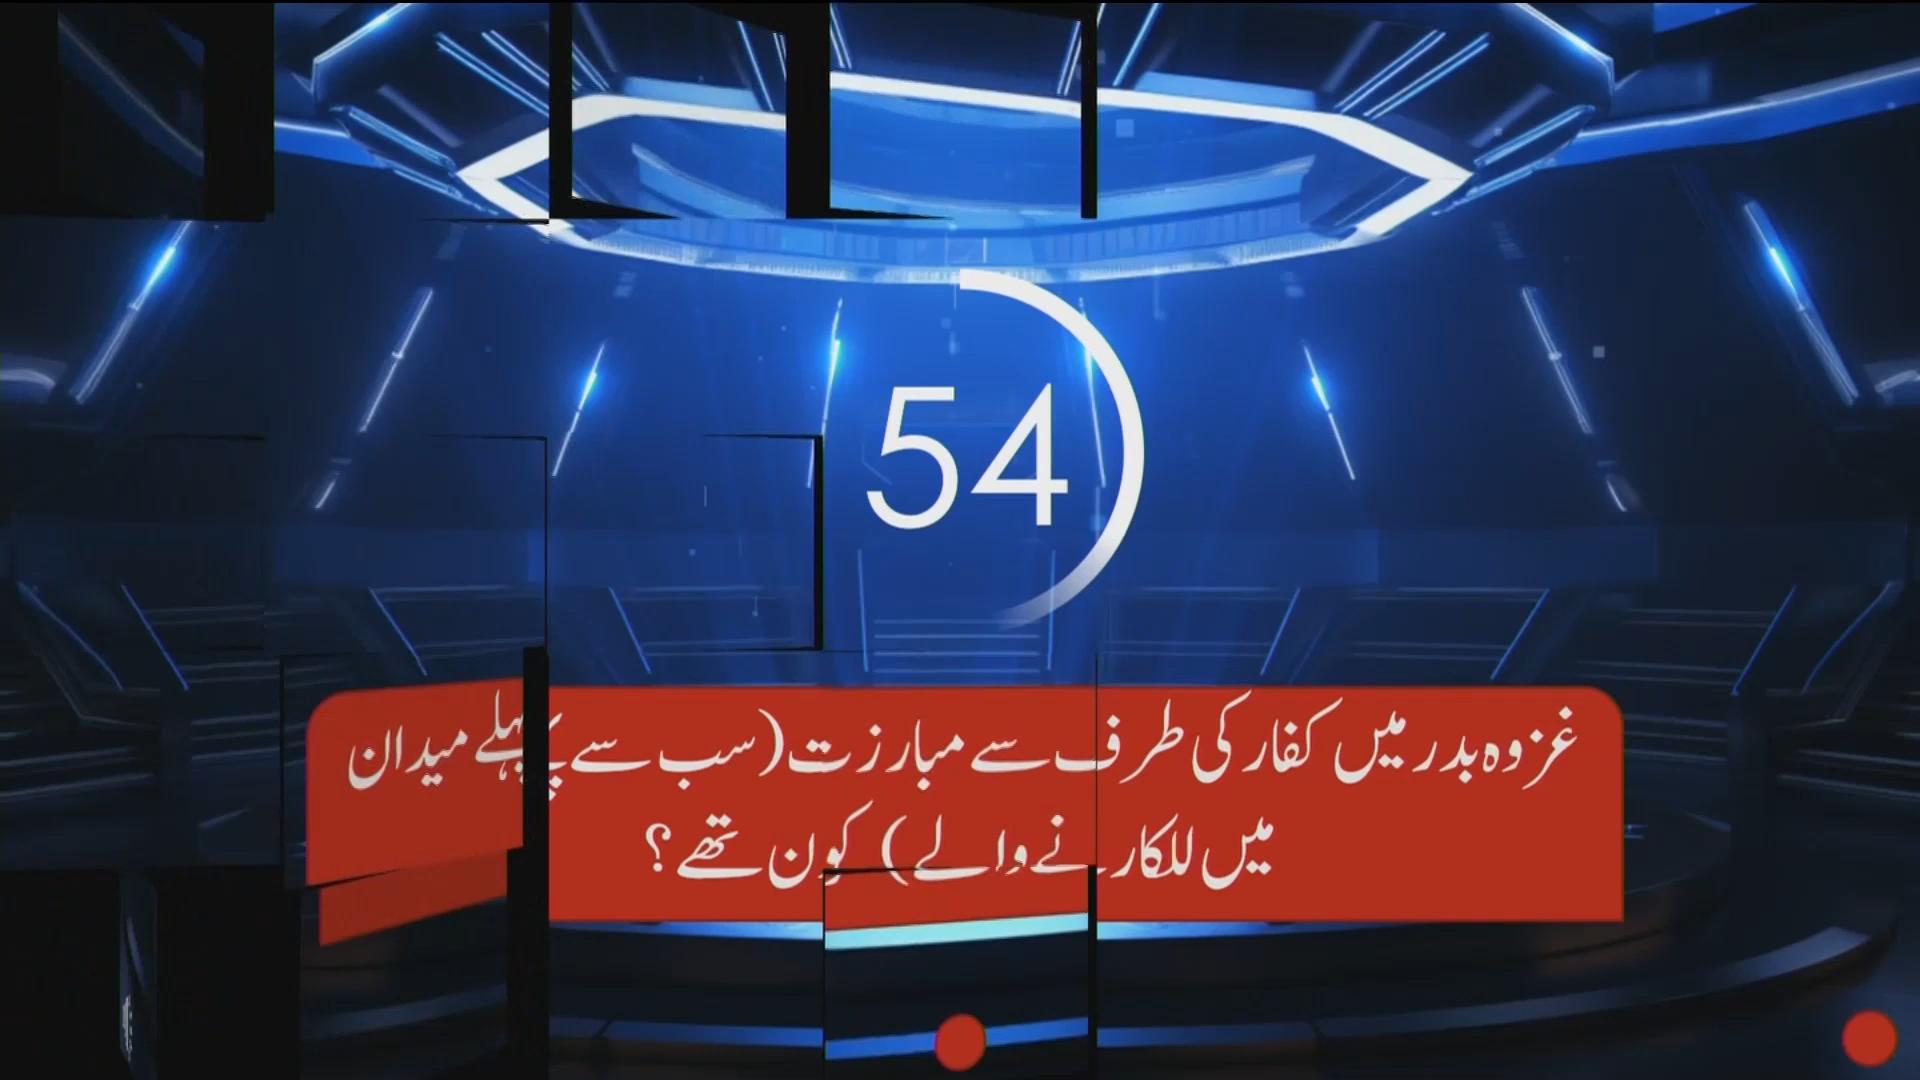 54
غزوہ بدر میں کفار کی طرف سے مبارزت (سب سے پہلے میدان
میں للکارنے والے) کون تھے؟